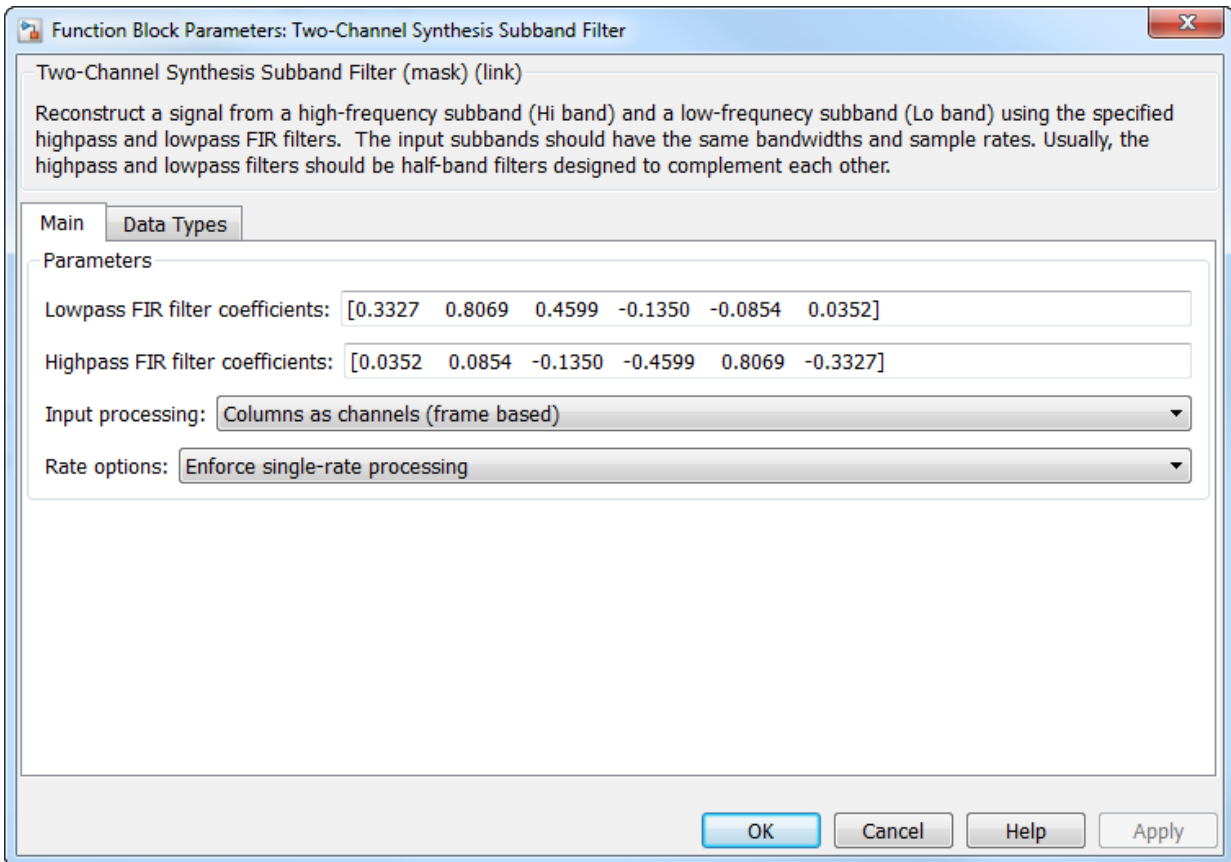 Function Block Parameters: Two-Channel Synthesis Subband Filter
Two-Channel Synthesis Subband Filter (mask) (link)
Reconstruct a signal from a high-frequency subband (Hi band) and a low-frequnecy subband (Lo band) using the specified
highpass and lowpass FIR filters.  The input subbands should have the same bandwidths and sample rates. Usually, the
highpass and lowpass filters should be half-band filters designed to complement each other.
Main Data Types
Parameters
Lowpass FIR filter coefficients: [0.3327 0.8069 0.4599 -0.1350 -0.0854 0.0352]
Highpass FIR filter coefficients: [0.0352 0.0854 -0.1350 -0.4599 0.8069 -0.3327]
Input processing: Columns as channels (frame based)
Rate options: Enforce single-rate processing
OK Cancel Help Apply